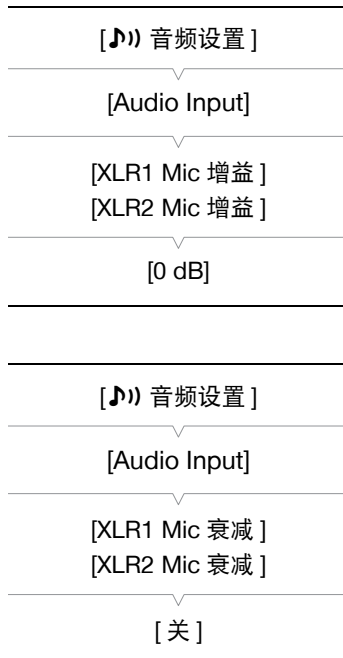 [♪)) 音频设置 ]
[Audio Input]
[XLR1 Mic 增益 ]
[XLR2 Mic 增益 ]
[0 dB]
[♪)) 音频设置 ]
[Audio Input]
[XLR1 Mic 衰减 ]
[XLR2 Mic 衰减 ]
[ 关 ]